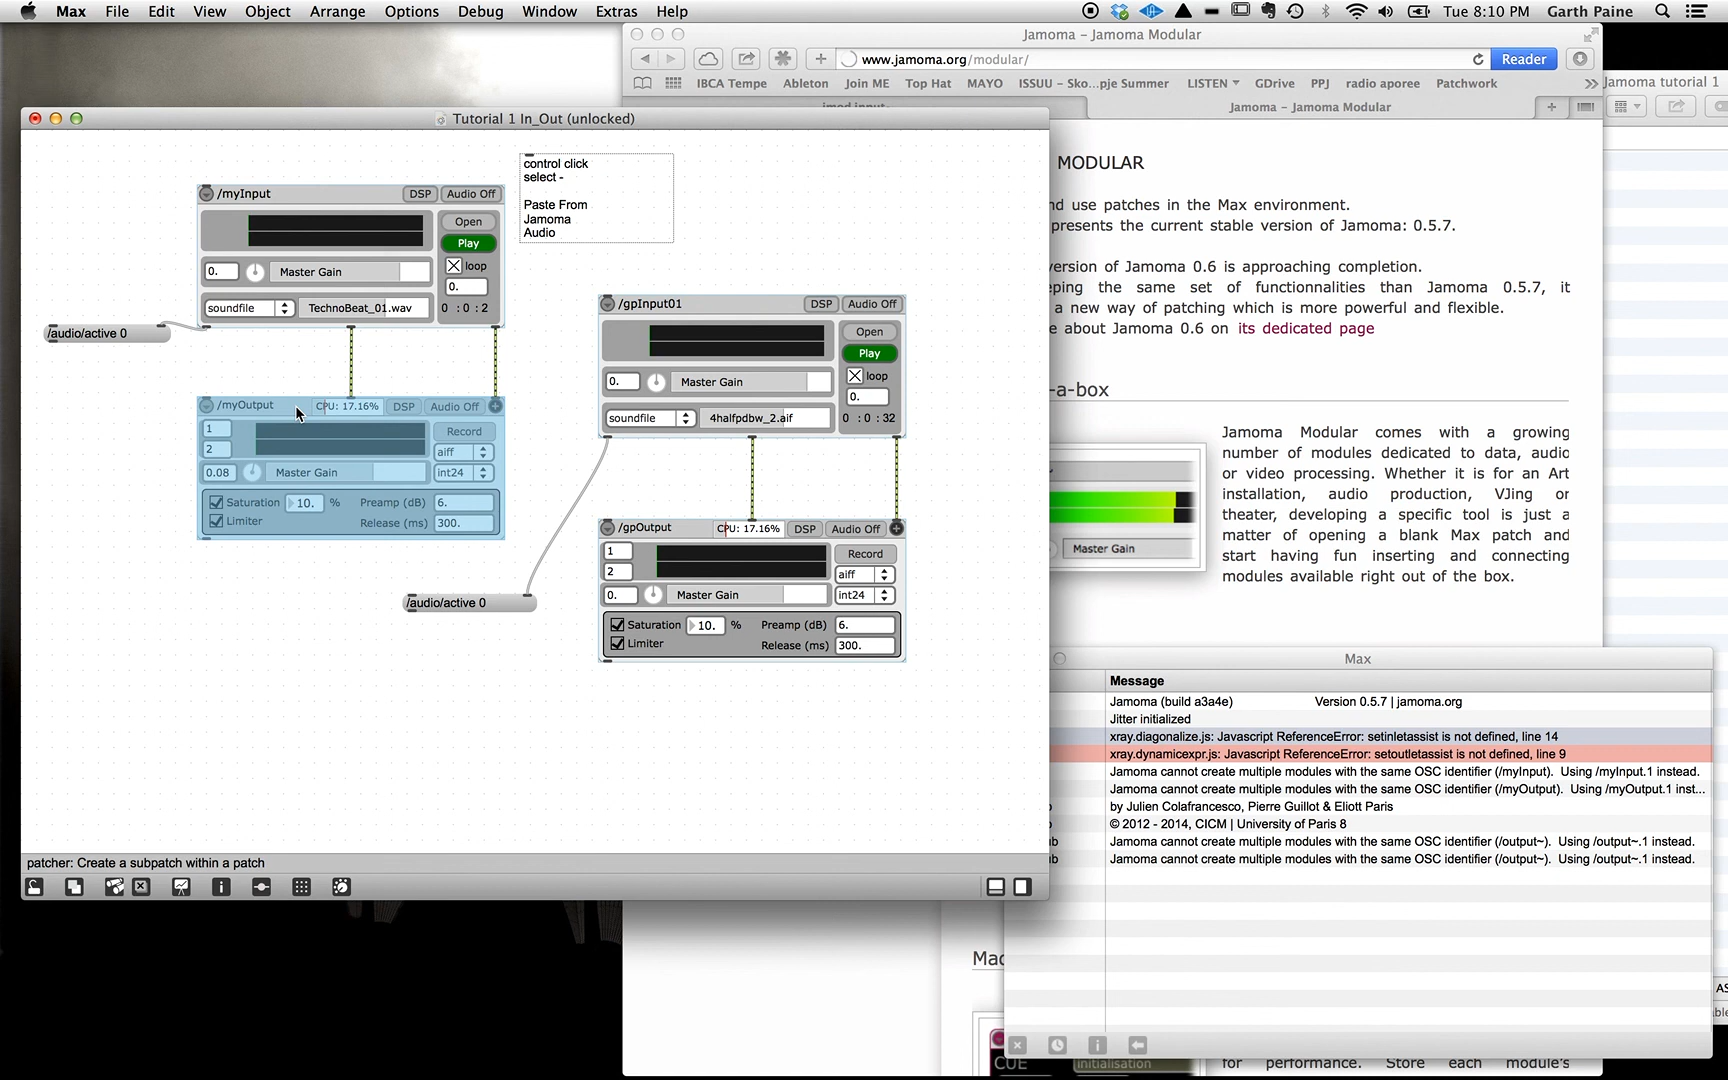 Max File Edit View Object Arrange Options Debug Window Extras Help
Tue 8:10 PM Garth Paine
Jamoma – Jamoma Modular
www.jamoma.org/modular/
Reader
IBCA Tempe Ableton Join ME Top Hat MAYO ISSUU - Sko...pje Summer LISTEN GDrive PPJ radio aporee Patchwork
Jamoma tutorial 1
Jamoma – Jamoma Modular
Tutorial 1 In_Out (unlocked)
control click
select -
Paste From
Jamoma
Audio
/myInput DSP Audio Off
Open
Play
loop
0. Master Gain 0.
soundfile TechnoBeat_01.wav 0 :0 :2
/audio/active 0
/myOutput CPU: 17.16% DSP Audio Off
1 Record
2 aiff
0.08 Master Gain int24
Saturation 10. % Preamp (dB) 6.
Limiter Release (ms) 300.
/audio/active 0
/gpInput01 DSP Audio Off
Open
Play
loop
0. Master Gain 0.
soundfile 4halfpdbw_2.aif 0 :0 :32
/gpOutput CPU: 17.16% DSP Audio Off
1 Record
2 aiff
0. Master Gain int24
Saturation 10. % Preamp (dB) 6.
Limiter Release (ms) 300.
patcher: Create a subpatch within a patch
MODULAR
nd use patches in the Max environment.
presents the current stable version of Jamoma: 0.5.7.
ersion of Jamoma 0.6 is approaching completion.
eping the same set of functionnalities than Jamoma 0.5.7, it
a new way of patching which is more powerful and flexible.
e about Jamoma 0.6 on its dedicated page
-a-box
Master Gain
Jamoma Modular comes with a growing
number of modules dedicated to data, audio
or video processing. Whether it is for an Art
installation, audio production, VJing or
theater, developing a specific tool is just a
matter of opening a blank Max patch and
start having fun inserting and connecting
modules available right out of the box.
Max
Message
Jamoma (build a3a4e) Version 0.5.7 | jamoma.org
Jitter initialized
xray.diagonalize.js: Javascript ReferenceError: setinletassist is not defined, line 14
xray.dynamicexpr.js: Javascript ReferenceError: setoutletassist is not defined, line 9
Jamoma cannot create multiple modules with the same OSC identifier (/myInput). Using /myInput.1 instead.
Jamoma cannot create multiple modules with the same OSC identifier (/myOutput). Using /myOutput.1 inst...
by Julien Colafrancesco, Pierre Guillot & Eliott Paris
© 2012 - 2014, CICM | University of Paris 8
Jamoma cannot create multiple modules with the same OSC identifier (/output~). Using /output~.1 instead.
Jamoma cannot create multiple modules with the same OSC identifier (/output~). Using /output~.1 instead.
CUE Initialisation
for performance. Store each module's